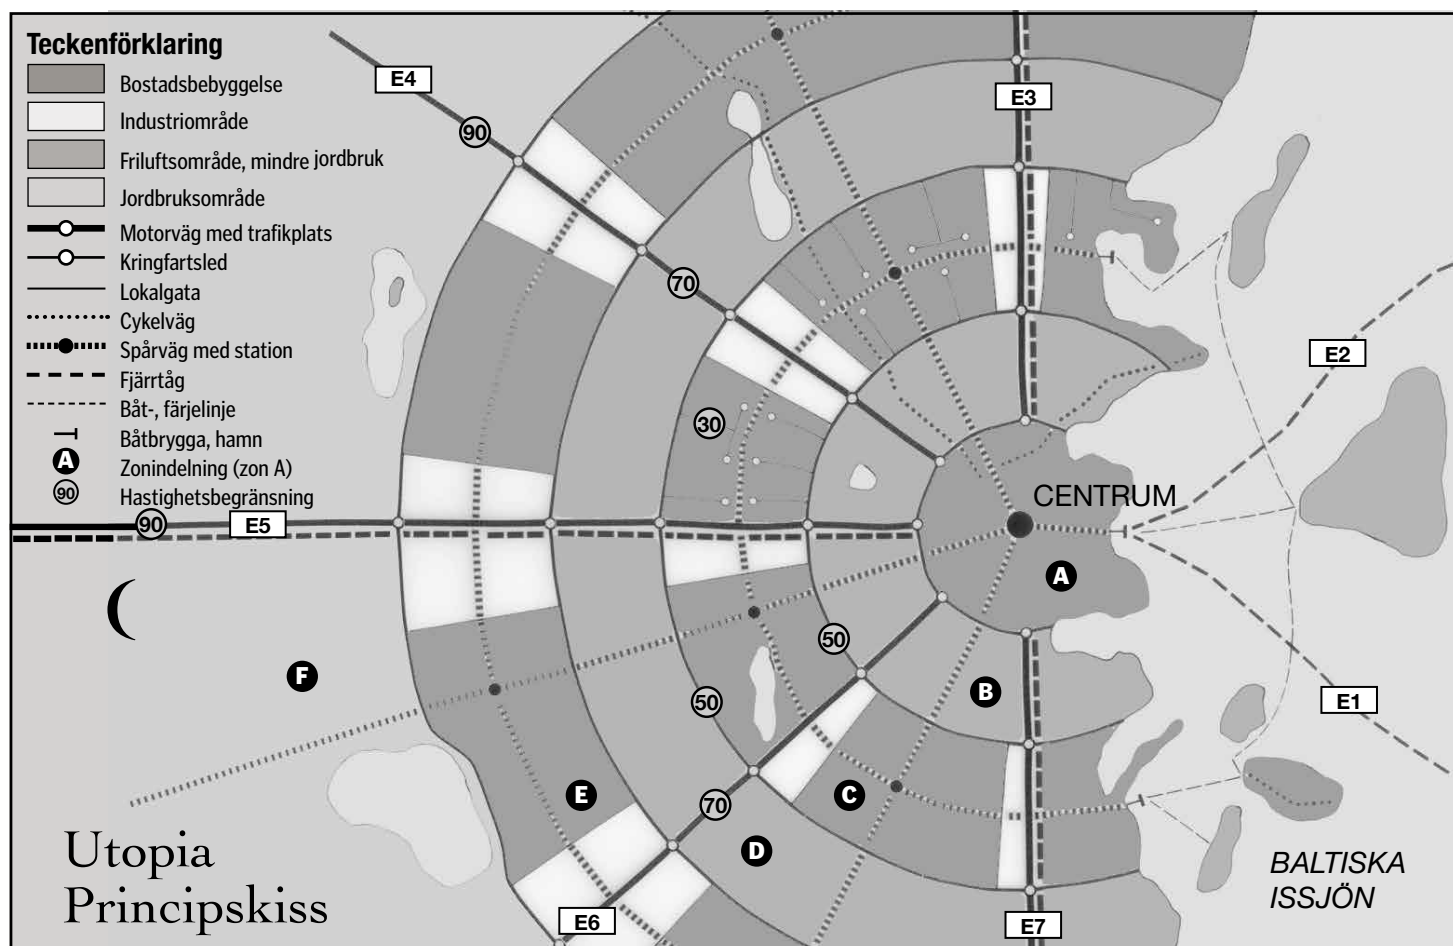 Teckenförklaring
Bostadsbebyggelse
Industriområde
Friluftsområde, mindre jordbruk
Jordbruksområde
Motorväg med trafikplats
Kringfartsled
Lokalgata
Cykelväg
Spårväg med station
Fjärrtåg
Båt-, färjelinje
Båtbrygga, hamn
A Zonindelning (zon A)
90 Hastighetsbegränsning
E4
90
E3
70
E2
30
CENTRUM
90
E5
A
50
F
B
50
E1
E
C
70
D
Utopia
Principskiss
BALTISKA
ISSJÖN
E6
E7